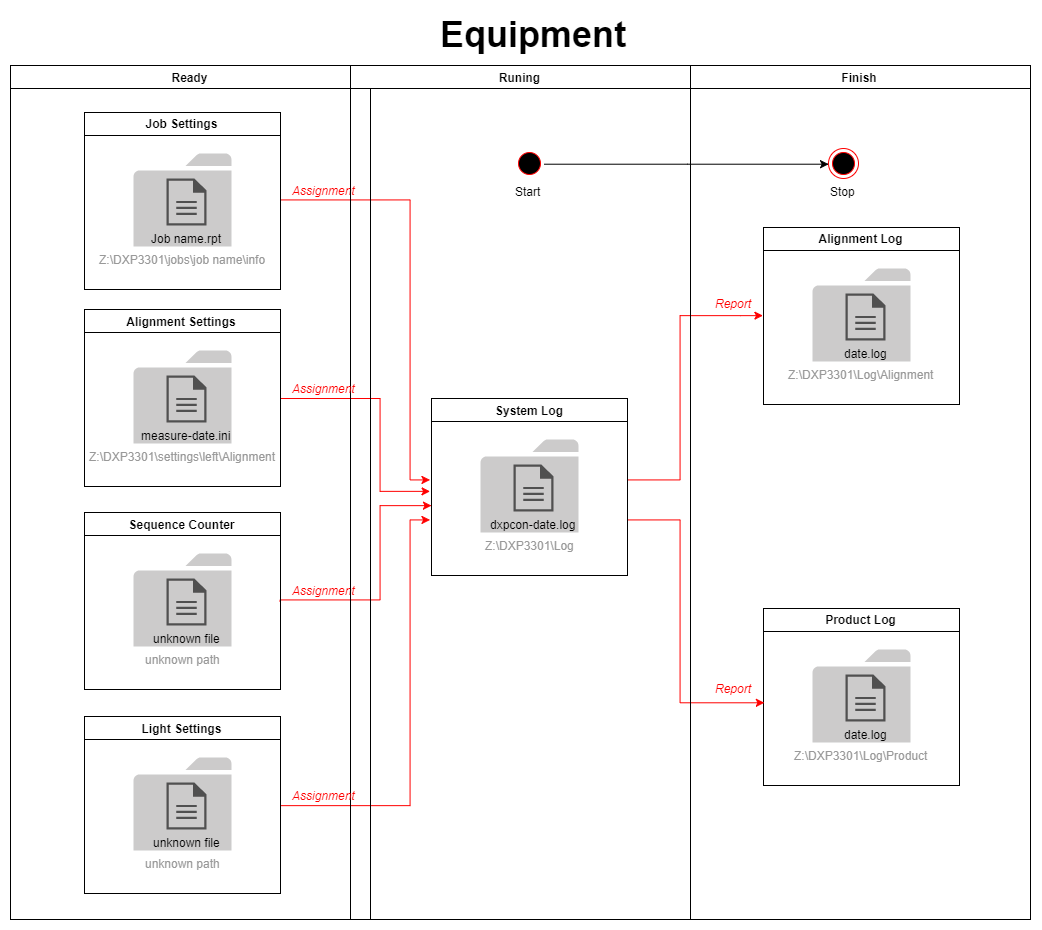 Equipment
Ready
Runing
Finish
Job Settings
Job name.rpt
Z:\DXP3301\jobs\job name\info
Assignment
Start
Stop
Alignment Settings
measure-date.ini
Z:\DXP3301\settings\left\Alignment
Assignment
Sequence Counter
unknown file
unknown path
Assignment
Light Settings
unknown file
unknown path
Assignment
System Log
dxpcon-date.log
Z:\DXP3301\Log
Report
Alignment Log
date.log
Z:\DXP3301\Log\Alignment
Report
Product Log
date.log
Z:\DXP3301\Log\Product